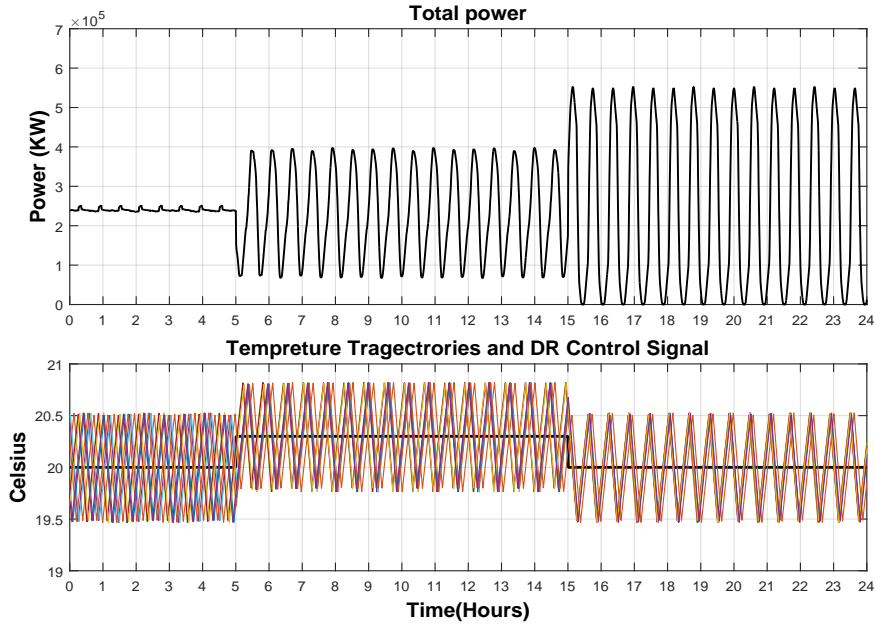 Total power
×10⁵
7
6
5
4
3
2
1
0
Power (KW)
0 1 2 3 4 5 6 7 8 9 10 11 12 13 14 15 16 17 18 19 20 21 22 23 24
Tempreture Tragectrories and DR Control Signal
21
20.5
20
19.5
19
Celsius
0 1 2 3 4 5 6 7 8 9 10 11 12 13 14 15 16 17 18 19 20 21 22 23 24
Time(Hours)